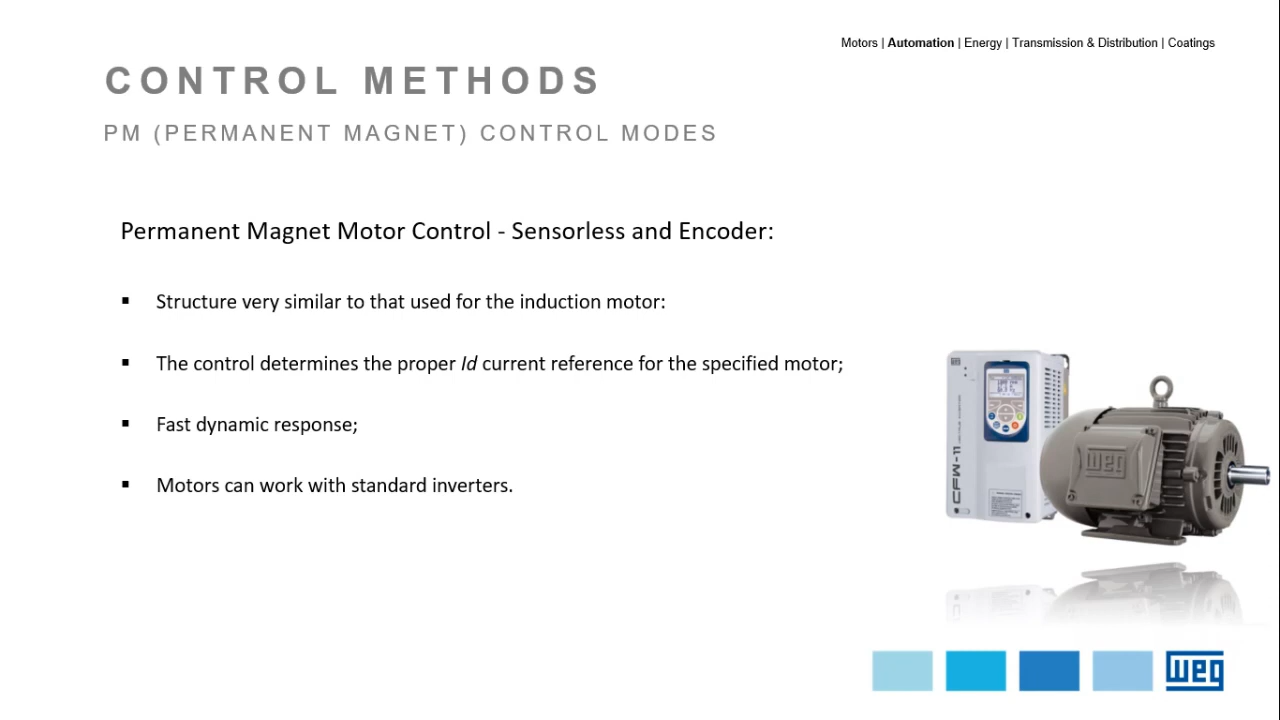 Motors | Automation | Energy | Transmission & Distribution | Coatings
CONTROL METHODS
PM (PERMANENT MAGNET) CONTROL MODES
Permanent Magnet Motor Control - Sensorless and Encoder:
▪ Structure very similar to that used for the induction motor:
▪ The control determines the proper Id current reference for the specified motor;
▪ Fast dynamic response;
▪ Motors can work with standard inverters.
CFW-11
WEG
WEG